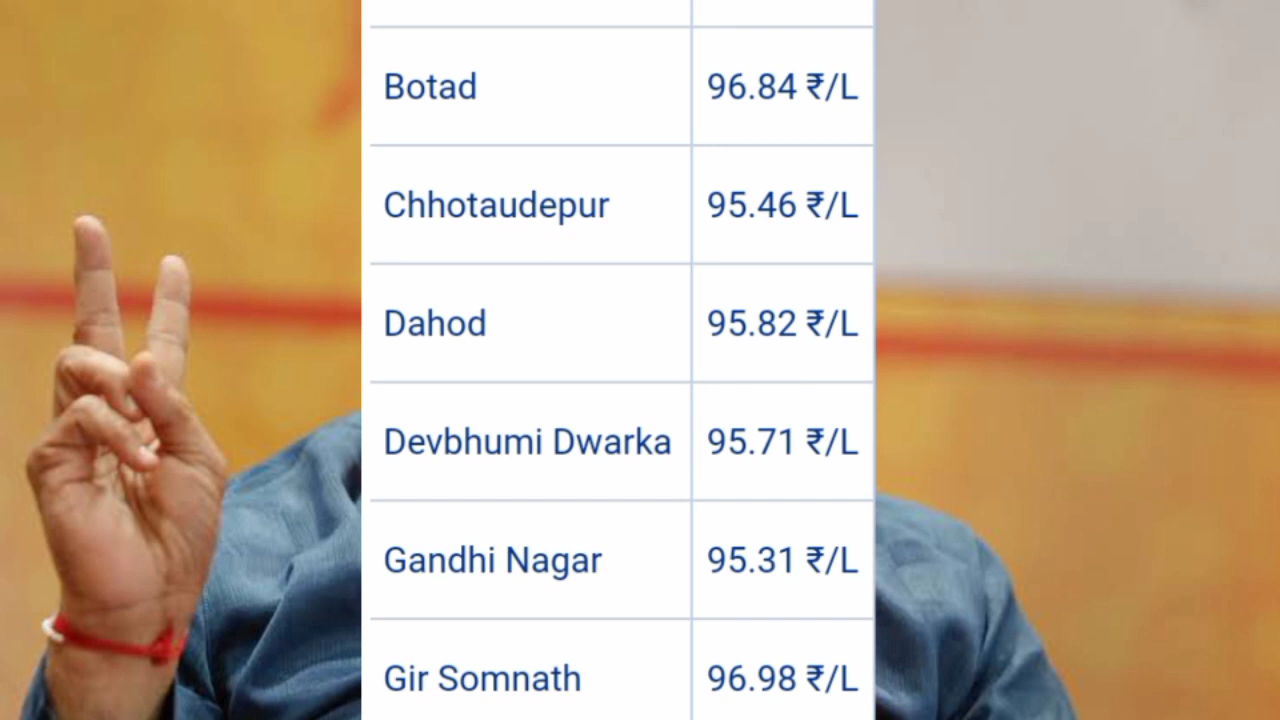 Botad 96.84 ₹/L
Chhotaudepur 95.46 ₹/L
Dahod 95.82 ₹/L
Devbhumi Dwarka 95.71 ₹/L
Gandhi Nagar 95.31 ₹/L
Gir Somnath 96.98 ₹/L